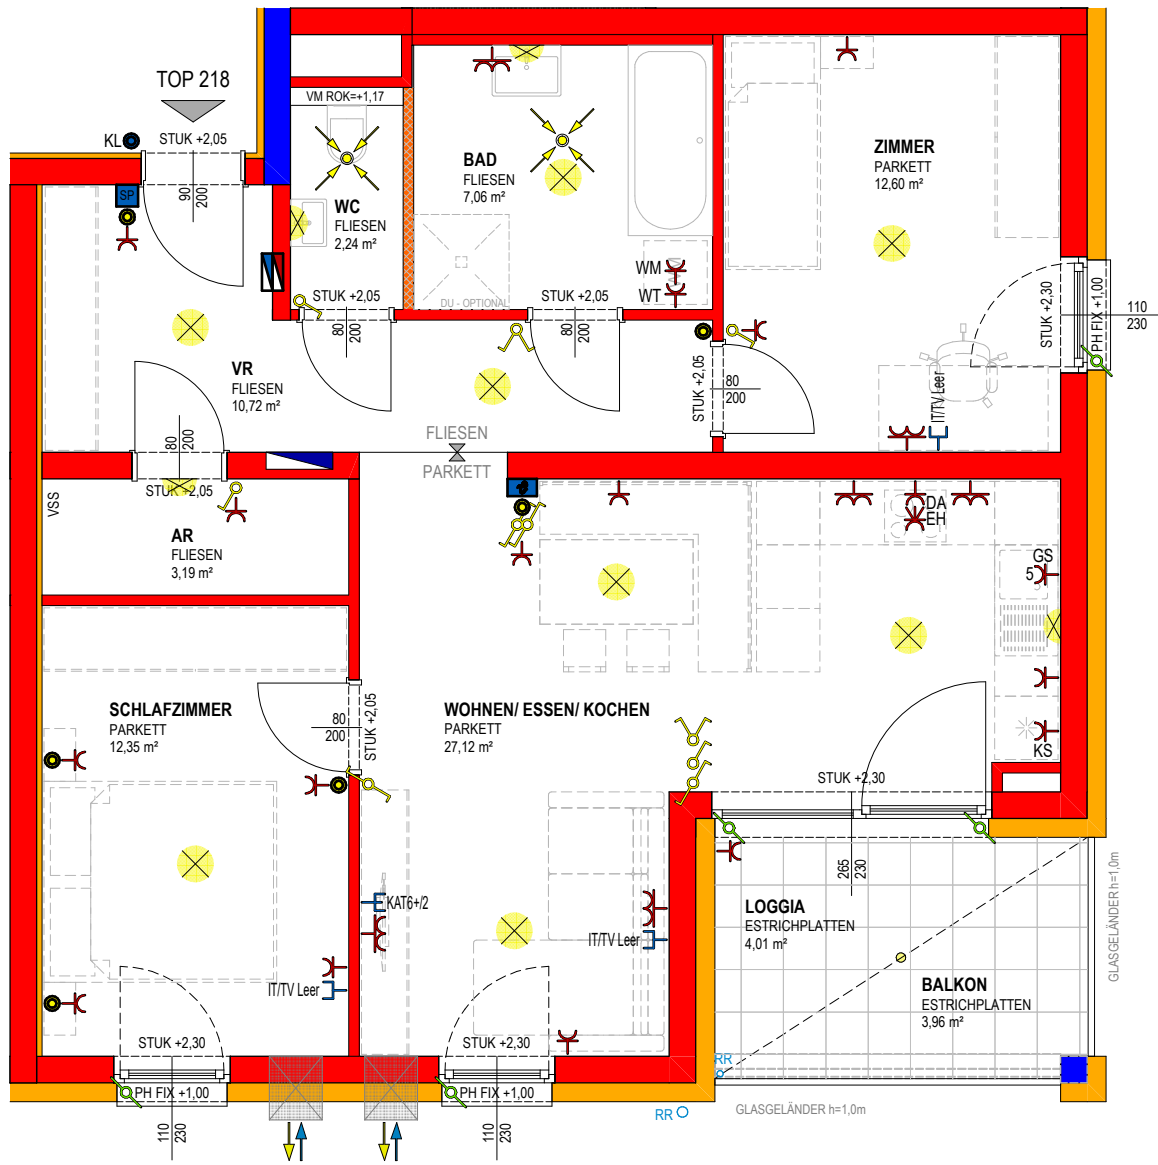 TOP 218
KL
STUK +2,05
90
200
SP
VM ROK=+1,17
WC
FLIESEN
2,24 m²
STUK +2,05
80
200
BAD
FLIESEN
7,06 m²
DU - OPTIONAL
WM
WM
WT
STUK +2,05
80
200
ZIMMER
PARKETT
12,60 m²
STUK +2,30
PH FIX +1,00
110
230
IT/TV Leer
STUK +2,05
80
200
VR
FLIESEN
10,72 m²
80
200
STUK +2,05
FLIESEN
PARKETT
VSS
AR
FLIESEN
3,19 m²
DA
EH
GS
5
KS
SCHLAFZIMMER
PARKETT
12,35 m²
80
200
STUK +2,05
WOHNEN/ ESSEN/ KOCHEN
PARKETT
27,12 m²
STUK +2,30
265
230
KAT6+/2
IT/TV Leer
IT/TV Leer
LOGGIA
ESTRICHPLATTEN
4,01 m²
BALKON
ESTRICHPLATTEN
3,96 m²
GLASGELÄNDER h=1,0m
STUK +2,30
PH FIX +1,00
110
230
STUK +2,30
PH FIX +1,00
110
230
RR
RR
GLASGELÄNDER h=1,0m